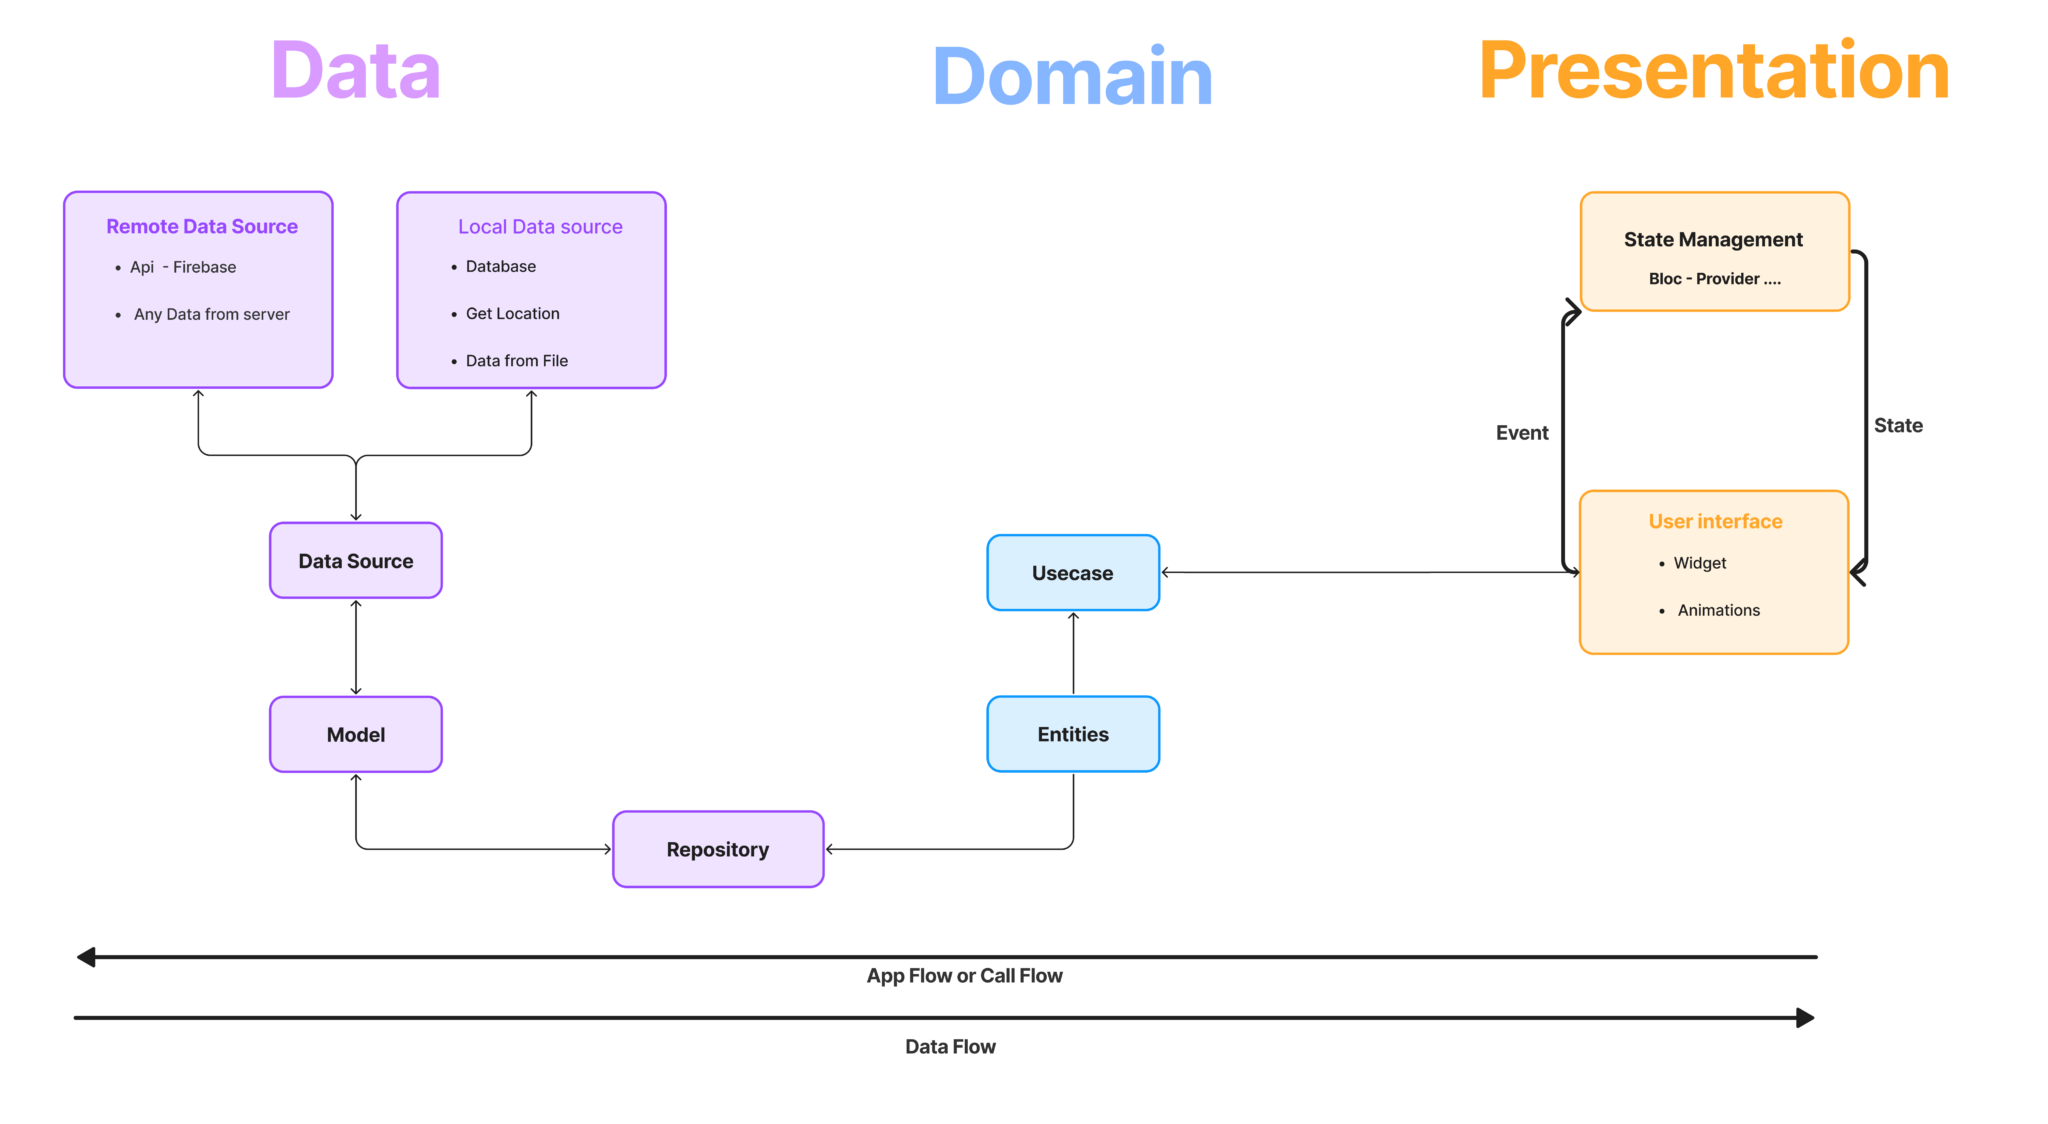 Data
Domain
Presentation
Remote Data Source
• Api - Firebase
• Any Data from server
Local Data source
• Database
• Get Location
• Data from File
State Management
Bloc - Provider ....
Event
State
Data Source
Usecase
User interface
• Widget
• Animations
Model
Entities
Repository
App Flow or Call Flow
Data Flow